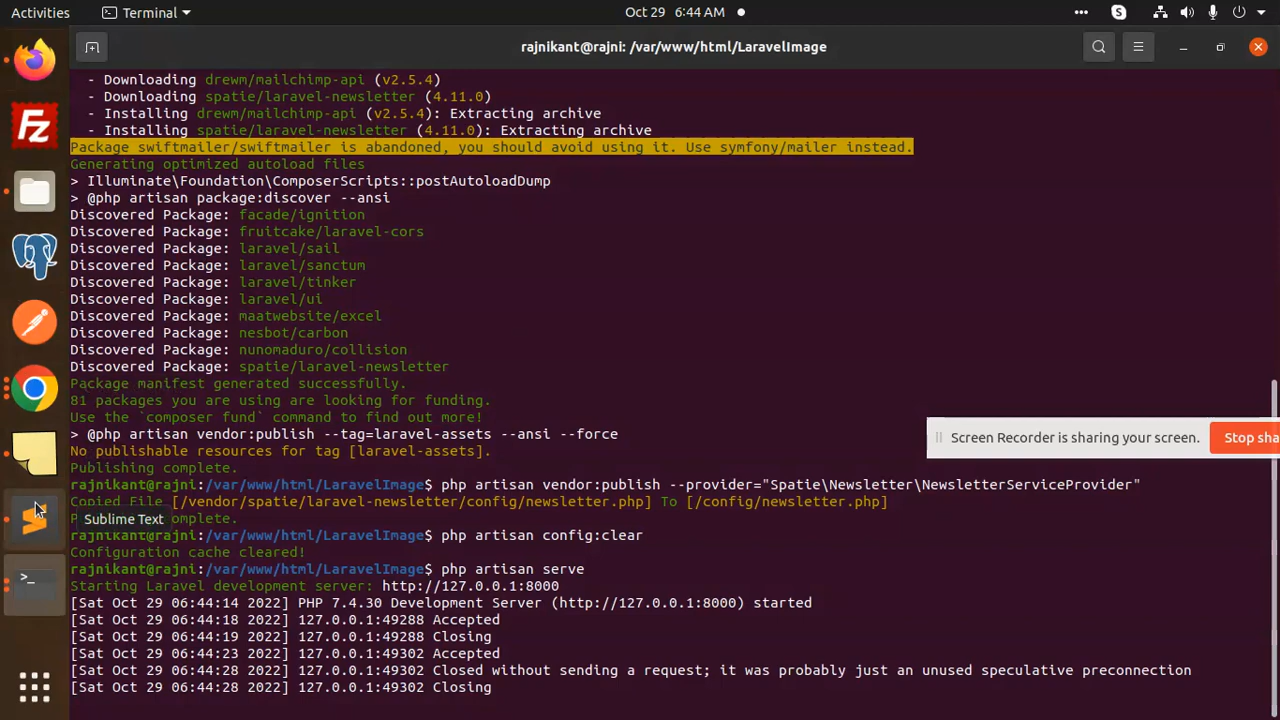 Activities Terminal Oct 29 6:44 AM
rajnikant@rajni: /var/www/html/LaravelImage
- Downloading drewm/mailchimp-api (v2.5.4)
- Downloading spatie/laravel-newsletter (4.11.0)
- Installing drewm/mailchimp-api (v2.5.4): Extracting archive
- Installing spatie/laravel-newsletter (4.11.0): Extracting archive
Package swiftmailer/swiftmailer is abandoned, you should avoid using it. Use symfony/mailer instead.
Generating optimized autoload files
> Illuminate\Foundation\ComposerScripts::postAutoloadDump
> @php artisan package:discover --ansi
Discovered Package: facade/ignition
Discovered Package: fruitcake/laravel-cors
Discovered Package: laravel/sail
Discovered Package: laravel/sanctum
Discovered Package: laravel/tinker
Discovered Package: laravel/ui
Discovered Package: maatwebsite/excel
Discovered Package: nesbot/carbon
Discovered Package: nunomaduro/collision
Discovered Package: spatie/laravel-newsletter
Package manifest generated successfully.
81 packages you are using are looking for funding.
Use the `composer fund` command to find out more!
> @php artisan vendor:publish --tag=laravel-assets --ansi --force
No publishable resources for tag [laravel-assets].
Publishing complete.
rajnikant@rajni:/var/www/html/LaravelImage$ php artisan vendor:publish --provider="Spatie\Newsletter\NewsletterServiceProvider"
Copied File [/vendor/spatie/laravel-newsletter/config/newsletter.php] To [/config/newsletter.php]
complete.
rajnikant@rajni:/var/www/html/LaravelImage$ php artisan config:clear
Configuration cache cleared!
rajnikant@rajni:/var/www/html/LaravelImage$ php artisan serve
Starting Laravel development server: http://127.0.0.1:8000
[Sat Oct 29 06:44:14 2022] PHP 7.4.30 Development Server (http://127.0.0.1:8000) started
[Sat Oct 29 06:44:18 2022] 127.0.0.1:49288 Accepted
[Sat Oct 29 06:44:19 2022] 127.0.0.1:49288 Closing
[Sat Oct 29 06:44:23 2022] 127.0.0.1:49302 Accepted
[Sat Oct 29 06:44:28 2022] 127.0.0.1:49302 Closed without sending a request; it was probably just an unused speculative preconnection
[Sat Oct 29 06:44:28 2022] 127.0.0.1:49302 Closing
Sublime Text
Screen Recorder is sharing your screen. Stop sha
Fz
S
>_